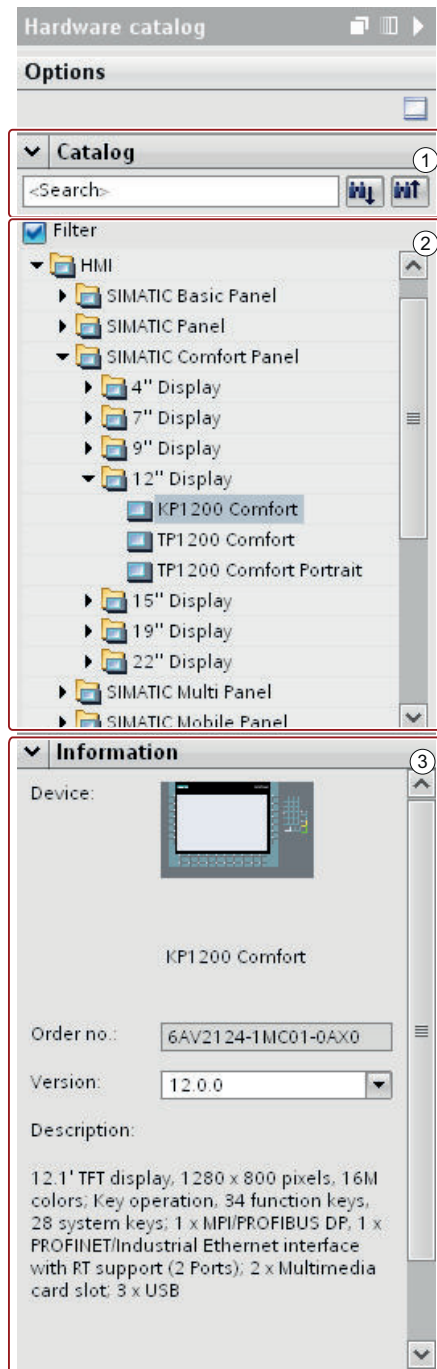 Hardware catalog
Options
Catalog
1
<Search>
Filter
2
HMI
SIMATIC Basic Panel
SIMATIC Panel
SIMATIC Comfort Panel
4" Display
7" Display
9" Display
12" Display
KP1200 Comfort
TP1200 Comfort
TP1200 Comfort Portrait
15" Display
19" Display
22" Display
SIMATIC Multi Panel
SIMATIC Mobile Panel
Information
3
Device:
KP1200 Comfort
Order no.: 6AV2124-1MC01-0AX0
Version: 12.0.0
Description:
12.1' TFT display, 1280 x 800 pixels, 16M
colors; Key operation, 34 function keys,
28 system keys; 1 x MPI/PROFIBUS DP, 1 x
PROFINET/Industrial Ethernet interface
with RT support (2 Ports); 2 x Multimedia
card slot; 3 x USB